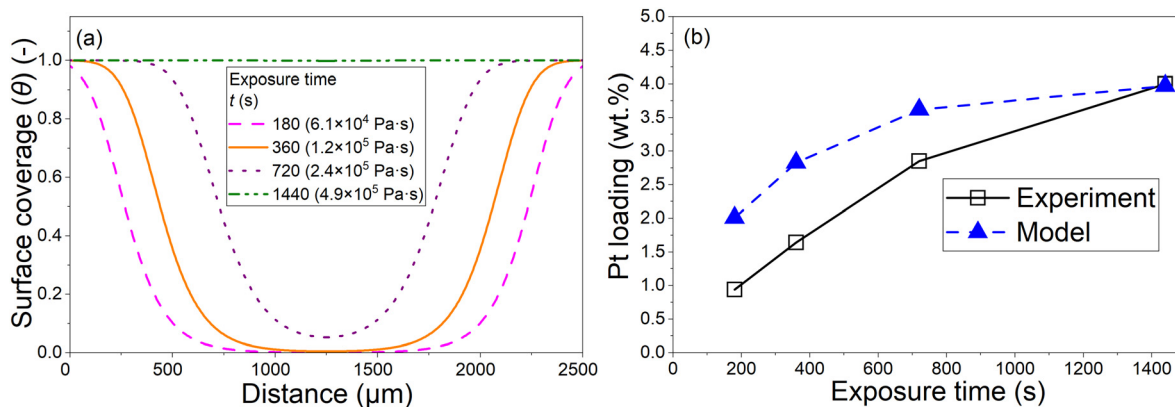 (a)
Surface coverage (θ) (-)
1.0
0.8
0.6
0.4
0.2
0.0
Exposure time
t (s)
180 (6.1×10⁴ Pa·s)
360 (1.2×10⁵ Pa·s)
720 (2.4×10⁵ Pa·s)
1440 (4.9×10⁵ Pa·s)
0 500 1000 1500 2000 2500
Distance (µm)
(b)
Pt loading (wt.%)
5.0
4.5
4.0
3.5
3.0
2.5
2.0
1.5
1.0
0.5
0.0
Experiment
Model
200 400 600 800 1000 1200 1400
Exposure time (s)